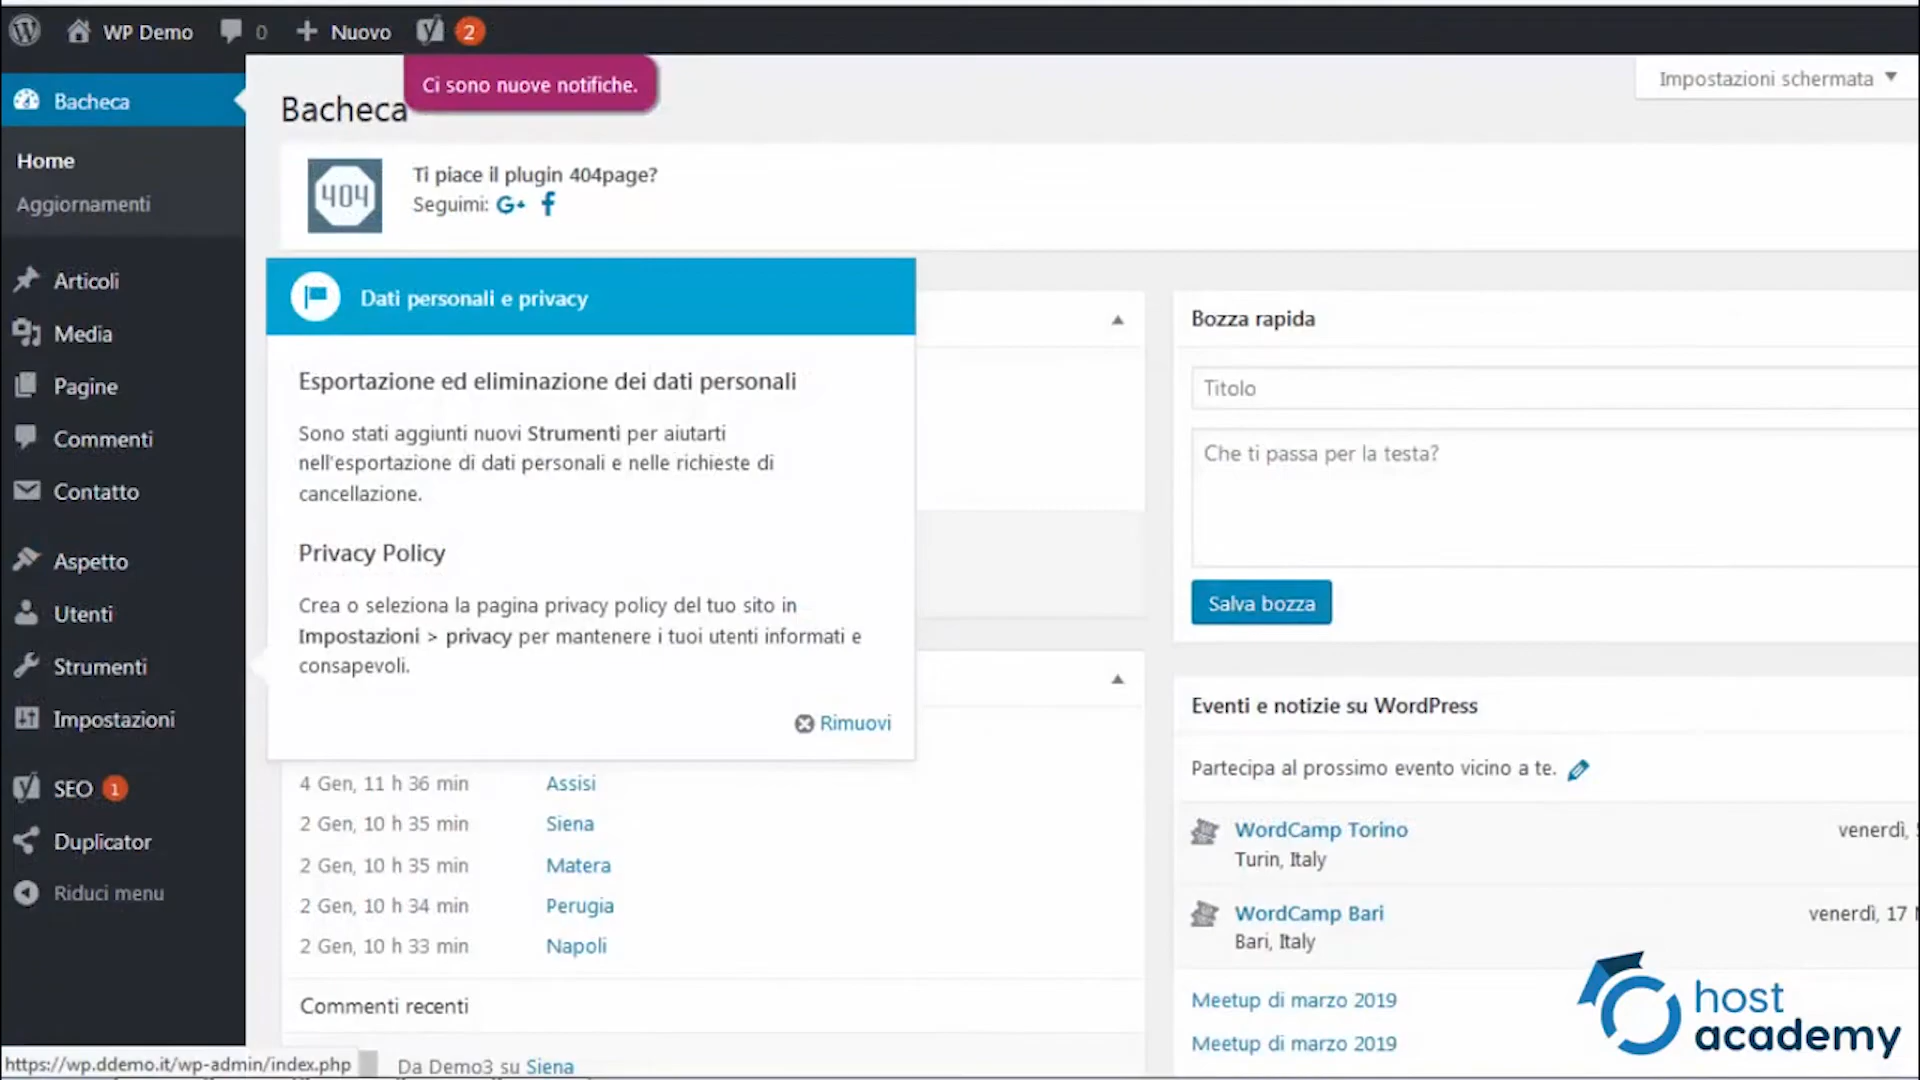 WP Demo 0 Nuovo 2
Ci sono nuove notifiche.
Impostazioni schermata
Bacheca
Home
Aggiornamenti
Articoli
Media
Pagine
Commenti
Contatto
Aspetto
Utenti
Strumenti
Impostazioni
SEO 1
Duplicator
Riduci menu
Bacheca
404
Ti piace il plugin 404page?
Seguimi: G+ f
Dati personali e privacy
Esportazione ed eliminazione dei dati personali
Sono stati aggiunti nuovi Strumenti per aiutarti
nell'esportazione di dati personali e nelle richieste di
cancellazione.
Privacy Policy
Crea o seleziona la pagina privacy policy del tuo sito in
Impostazioni > privacy per mantenere i tuoi utenti informati e
consapevoli.
Rimuovi
4 Gen, 11 h 36 min Assisi
2 Gen, 10 h 35 min Siena
2 Gen, 10 h 35 min Matera
2 Gen, 10 h 34 min Perugia
2 Gen, 10 h 33 min Napoli
Commenti recenti
Da Demo3 su Siena
Bozza rapida
Titolo
Che ti passa per la testa?
Salva bozza
Eventi e notizie su WordPress
Partecipa al prossimo evento vicino a te.
WordCamp Torino venerdì,
Turin, Italy
WordCamp Bari venerdì, 17
Bari, Italy
Meetup di marzo 2019
Meetup di marzo 2019
host
academy
https://wp.ddemo.it/wp-admin/index.php